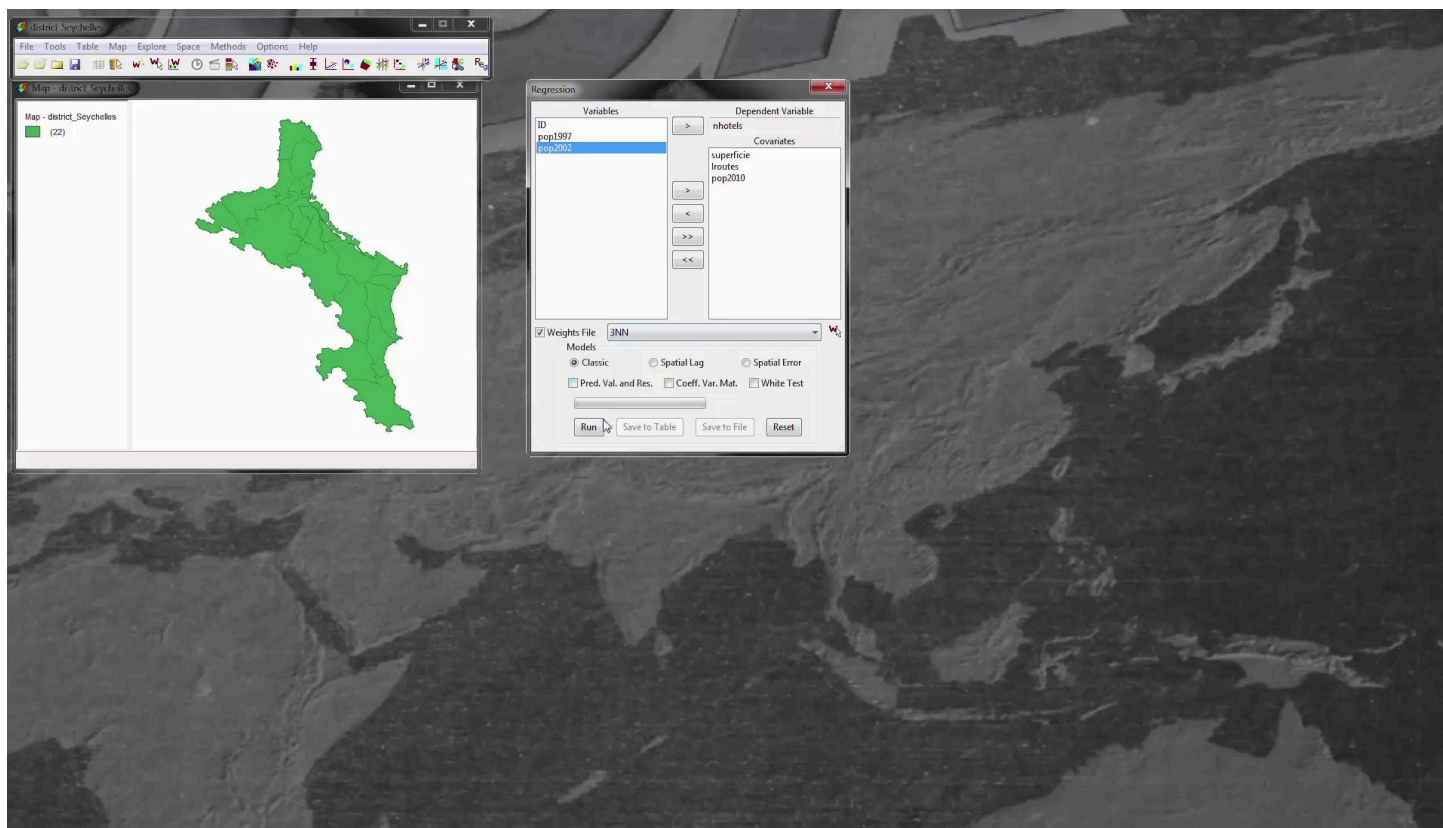 district_Seychelles
File Tools Table Map Explore Space Methods Options Help
Map - district_Seychelles
Map - district_Seychelles
(22)
Regression
Variables
Dependent Variable
ID
pop1997
pop2002
>
nhotels
Covariates
superficie
lroutes
pop2010
>
<
>>
<<
Weights File 3NN
Models
Classic Spatial Lag Spatial Error
Pred. Val. and Res. Coeff. Var. Mat. White Test
Run Save to Table Save to File Reset